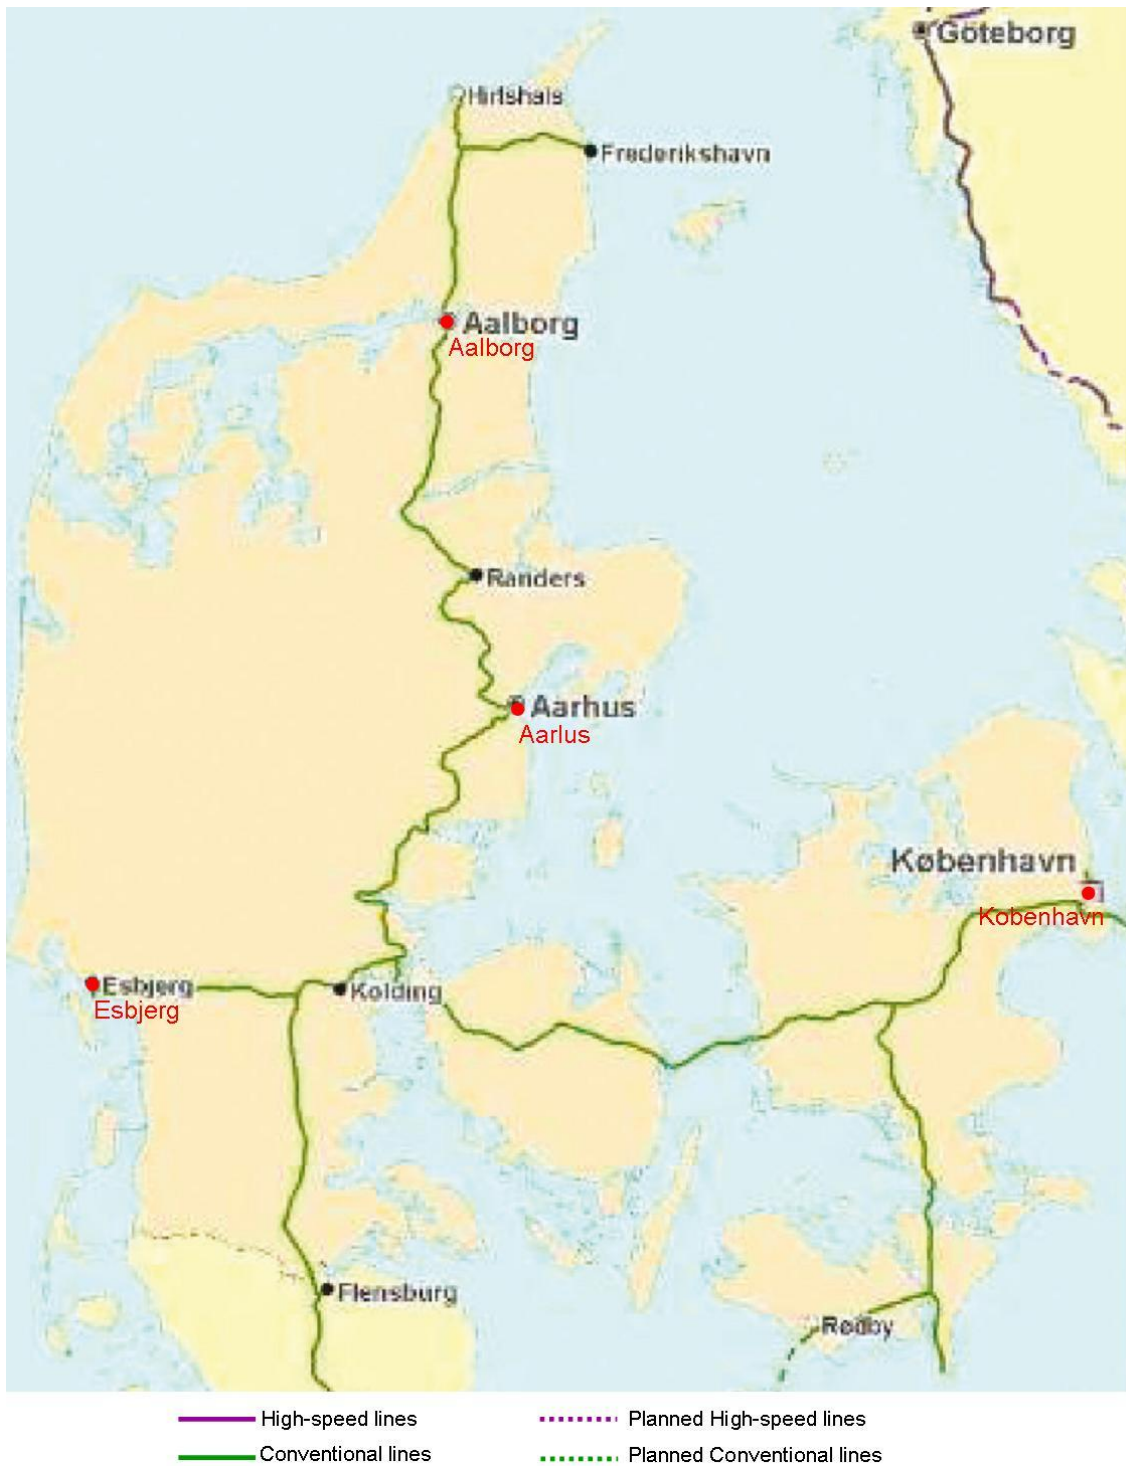 Göteborg
Hirtshals
Frederikshavn
Aalborg
Aalborg
Randers
Aarhus
Aarlus
København
Kobenhavn
Esbjerg
Esbjerg
Kolding
Flensburg
Rødby
High-speed lines
Planned High-speed lines
Conventional lines
Planned Conventional lines